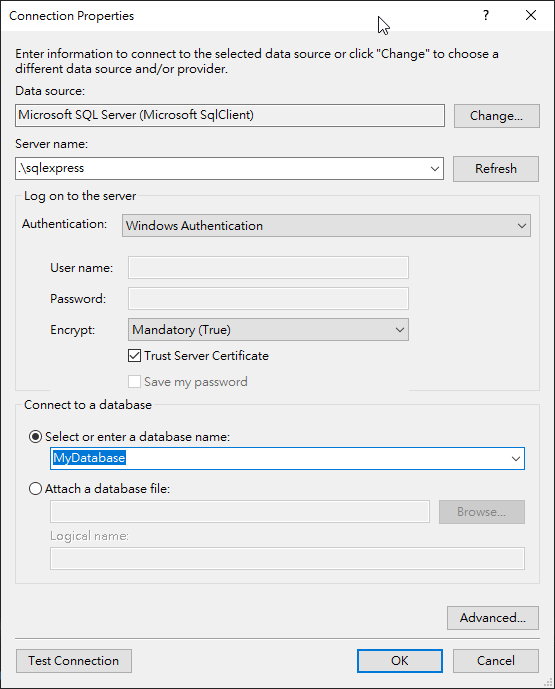 Connection Properties
?
Enter information to connect to the selected data source or click "Change" to choose a
different data source and/or provider.
Data source:
Microsoft SQL Server (Microsoft SqlClient)
Change...
Server name:
.\sqlexpress
Refresh
Log on to the server
Authentication:
Windows Authentication
User name:
Password:
Encrypt:
Mandatory (True)
Trust Server Certificate
Save my password
Connect to a database
Select or enter a database name:
MyDatabase
Attach a database file:
Browse...
Logical name:
Advanced...
Test Connection
OK
Cancel